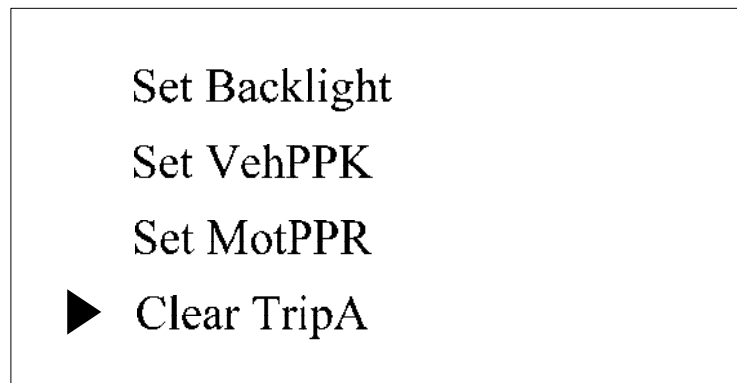 Set Backlight
Set VehPPK
Set MotPPR
Clear TripA